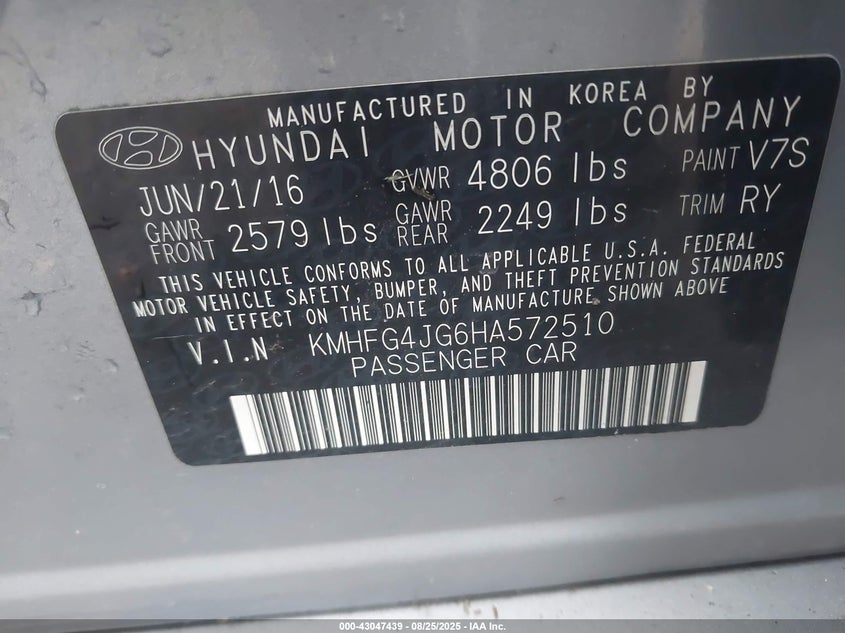 MANUFACTURED IN KOREA BY
HYUNDAI MOTOR COMPANY
JUN/21/16 GVWR 4806 lbs PAINT V7S
GAWR FRONT 2579 lbs GAWR REAR 2249 lbs TRIM RY
THIS VEHICLE CONFORMS TO ALL APPLICABLE U.S.A. FEDERAL
MOTOR VEHICLE SAFETY, BUMPER, AND THEFT PREVENTION STANDARDS
IN EFFECT ON THE DATE OF MANUFACTURE SHOWN ABOVE
V.I.N KMHFG4JG6HA572510
PASSENGER CAR
000-43047439 - 08/25/2025 - IAA Inc.